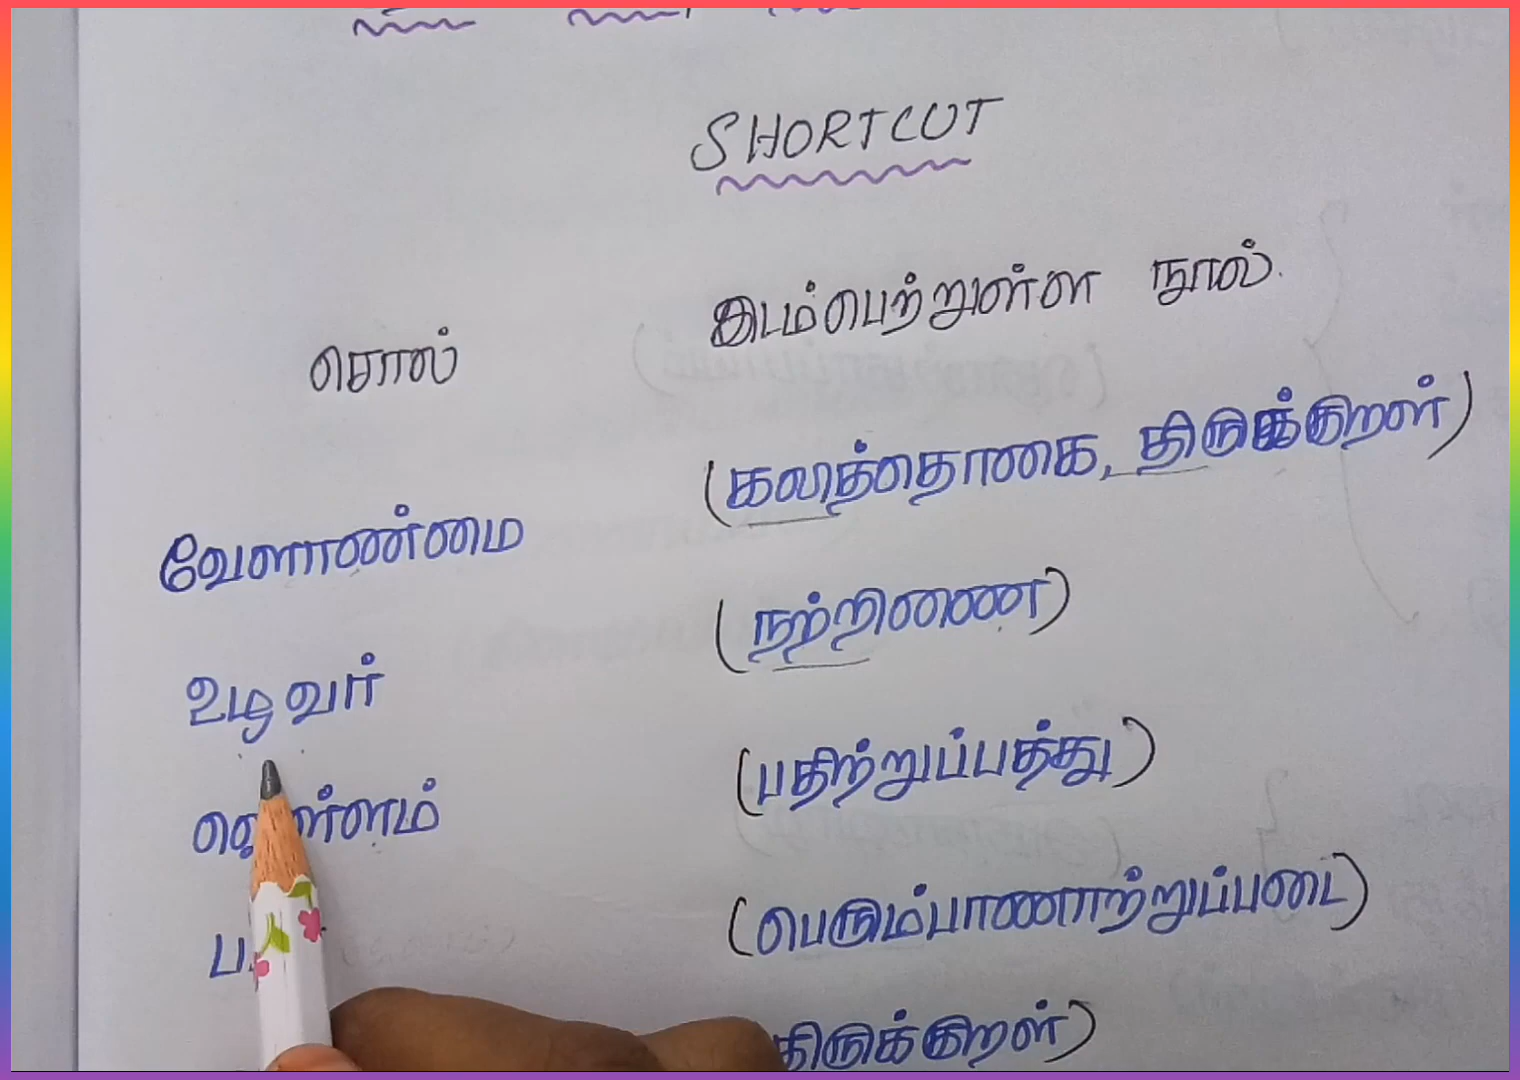 SHORTCUT
சொல் இடம்பெற்றுள்ள நூல்.
வேளாண்மை (கலித்தொகை, திருக்குறள்)
உழவர் (நற்றிணை)
(பதிற்றுப்பத்து)
(பெரும்பாணாற்றுப்படை)
திருக்குறள்)